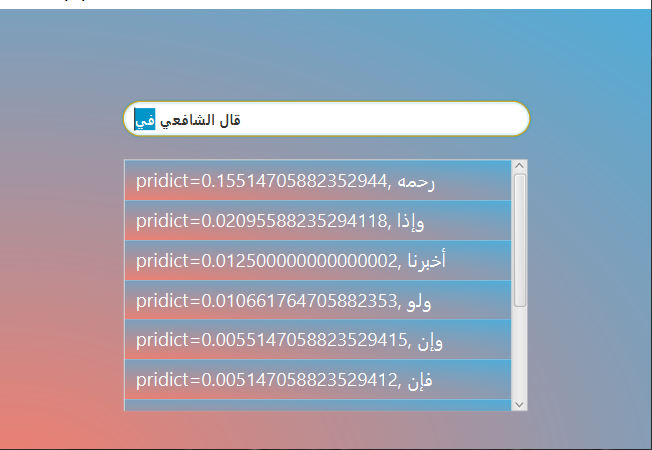 قال الشافعي في
pridict=0.15514705882352944, رحمه
pridict=0.02095588235294118, وإذا
pridict=0.012500000000000002, أخبرنا
pridict=0.010661764705882353, ولو
pridict=0.0055147058823529415, وإن
pridict=0.005147058823529412, فإن